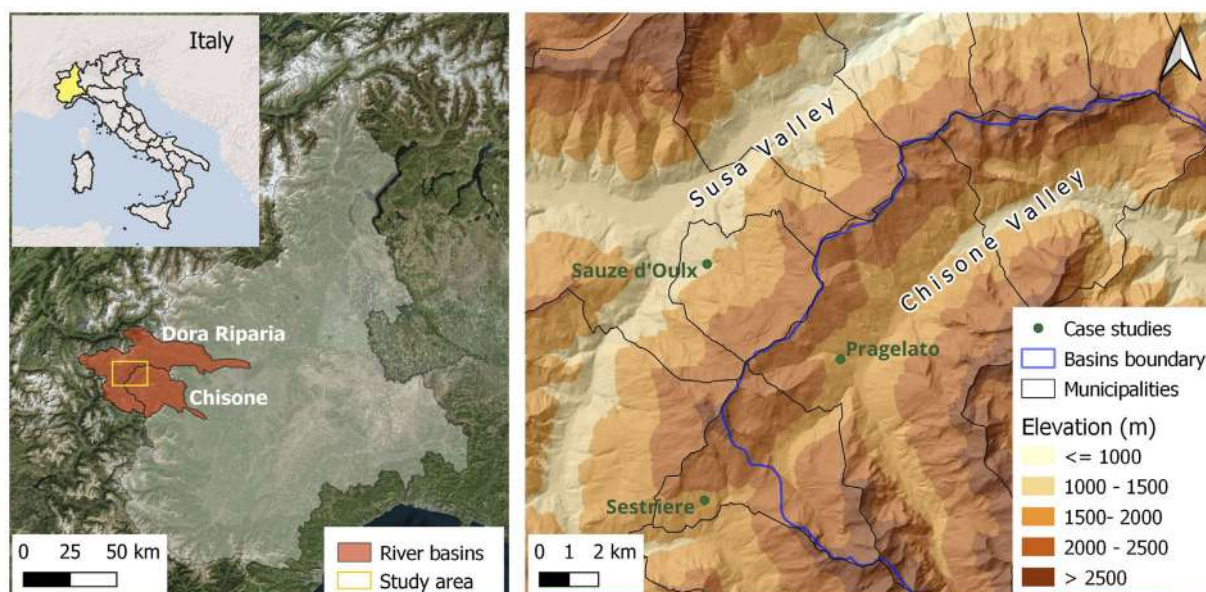 Italy
Dora Riparia
Chisone
0 25 50 km
River basins
Study area
Susa Valley
Chisone Valley
Sauze d'Oulx
Pragelato
Sestriere
0 1 2 km
Case studies
Basins boundary
Municipalities
Elevation (m)
<= 1000
1000 - 1500
1500- 2000
2000 - 2500
> 2500